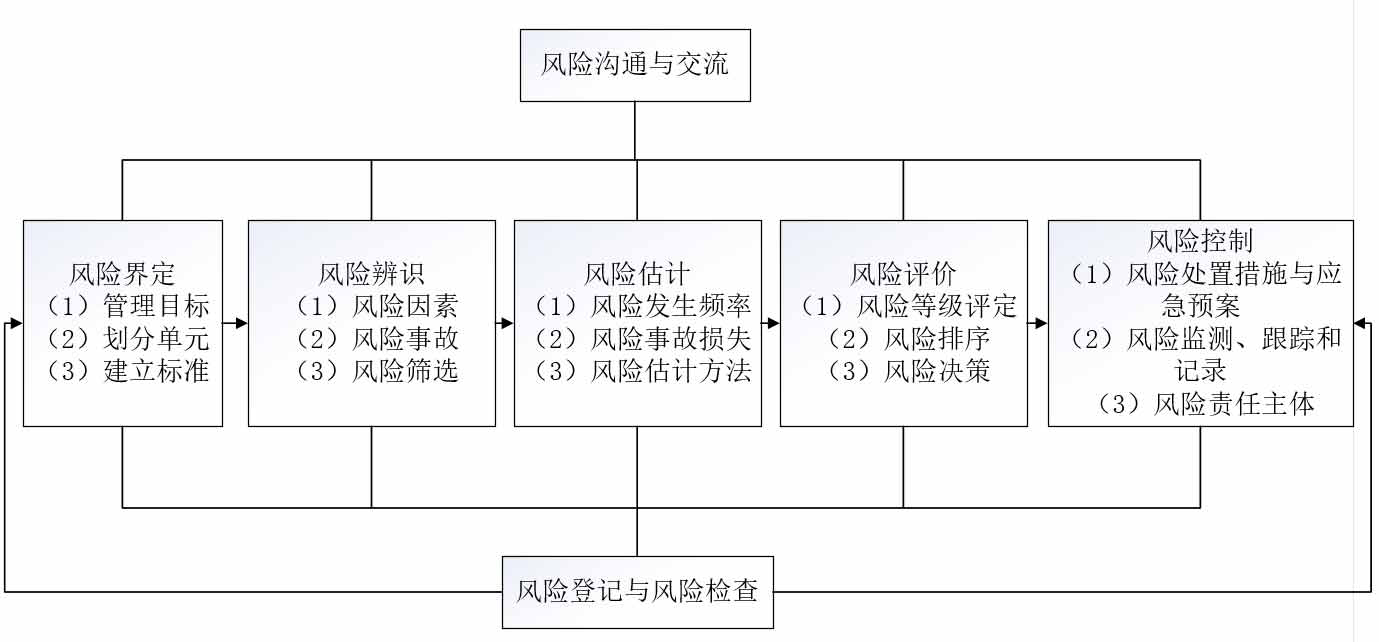 风险沟通与交流
风险界定
（1）管理目标
（2）划分单元
（3）建立标准
风险辨识
（1）风险因素
（2）风险事故
（3）风险筛选
风险估计
（1）风险发生频率
（2）风险事故损失
（3）风险估计方法
风险评价
（1）风险等级评定
（2）风险排序
（3）风险决策
风险控制
（1）风险处置措施与应
急预案
（2）风险监测、跟踪和
记录
（3）风险责任主体
风险登记与风险检查